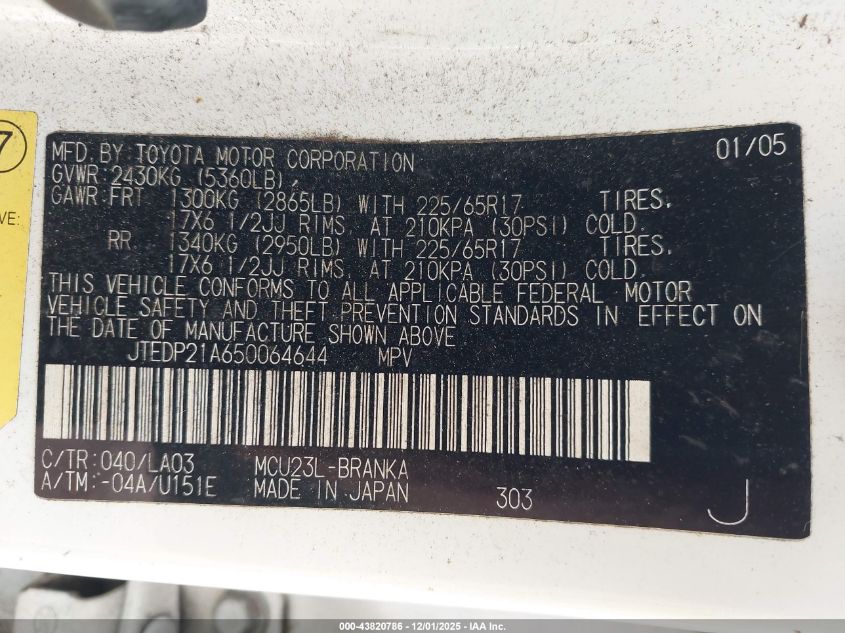 7
VE:
MFD. BY TOYOTA MOTOR CORPORATION 01/05
GVWR: 2430KG (5360LB),
GAWR: FRT 1300KG (2865LB) WITH 225/65R17 TIRES,
17X6 1/2JJ RIMS, AT 210KPA (30PSI) COLD.
RR 1340KG (2950LB) WITH 225/65R17 TIRES,
17X6 1/2JJ RIMS, AT 210KPA (30PSI) COLD.
THIS VEHICLE CONFORMS TO ALL APPLICABLE FEDERAL MOTOR
VEHICLE SAFETY AND THEFT PREVENTION STANDARDS IN EFFECT ON
THE DATE OF MANUFACTURE SHOWN ABOVE
JTEDP21A650064644 MPV
C/TR: 040/LA03 MCU23L-BRANKA
A/TM: -04A/U151E MADE IN JAPAN 303 J
000-43820786 - 12/01/2025 - IAA Inc.